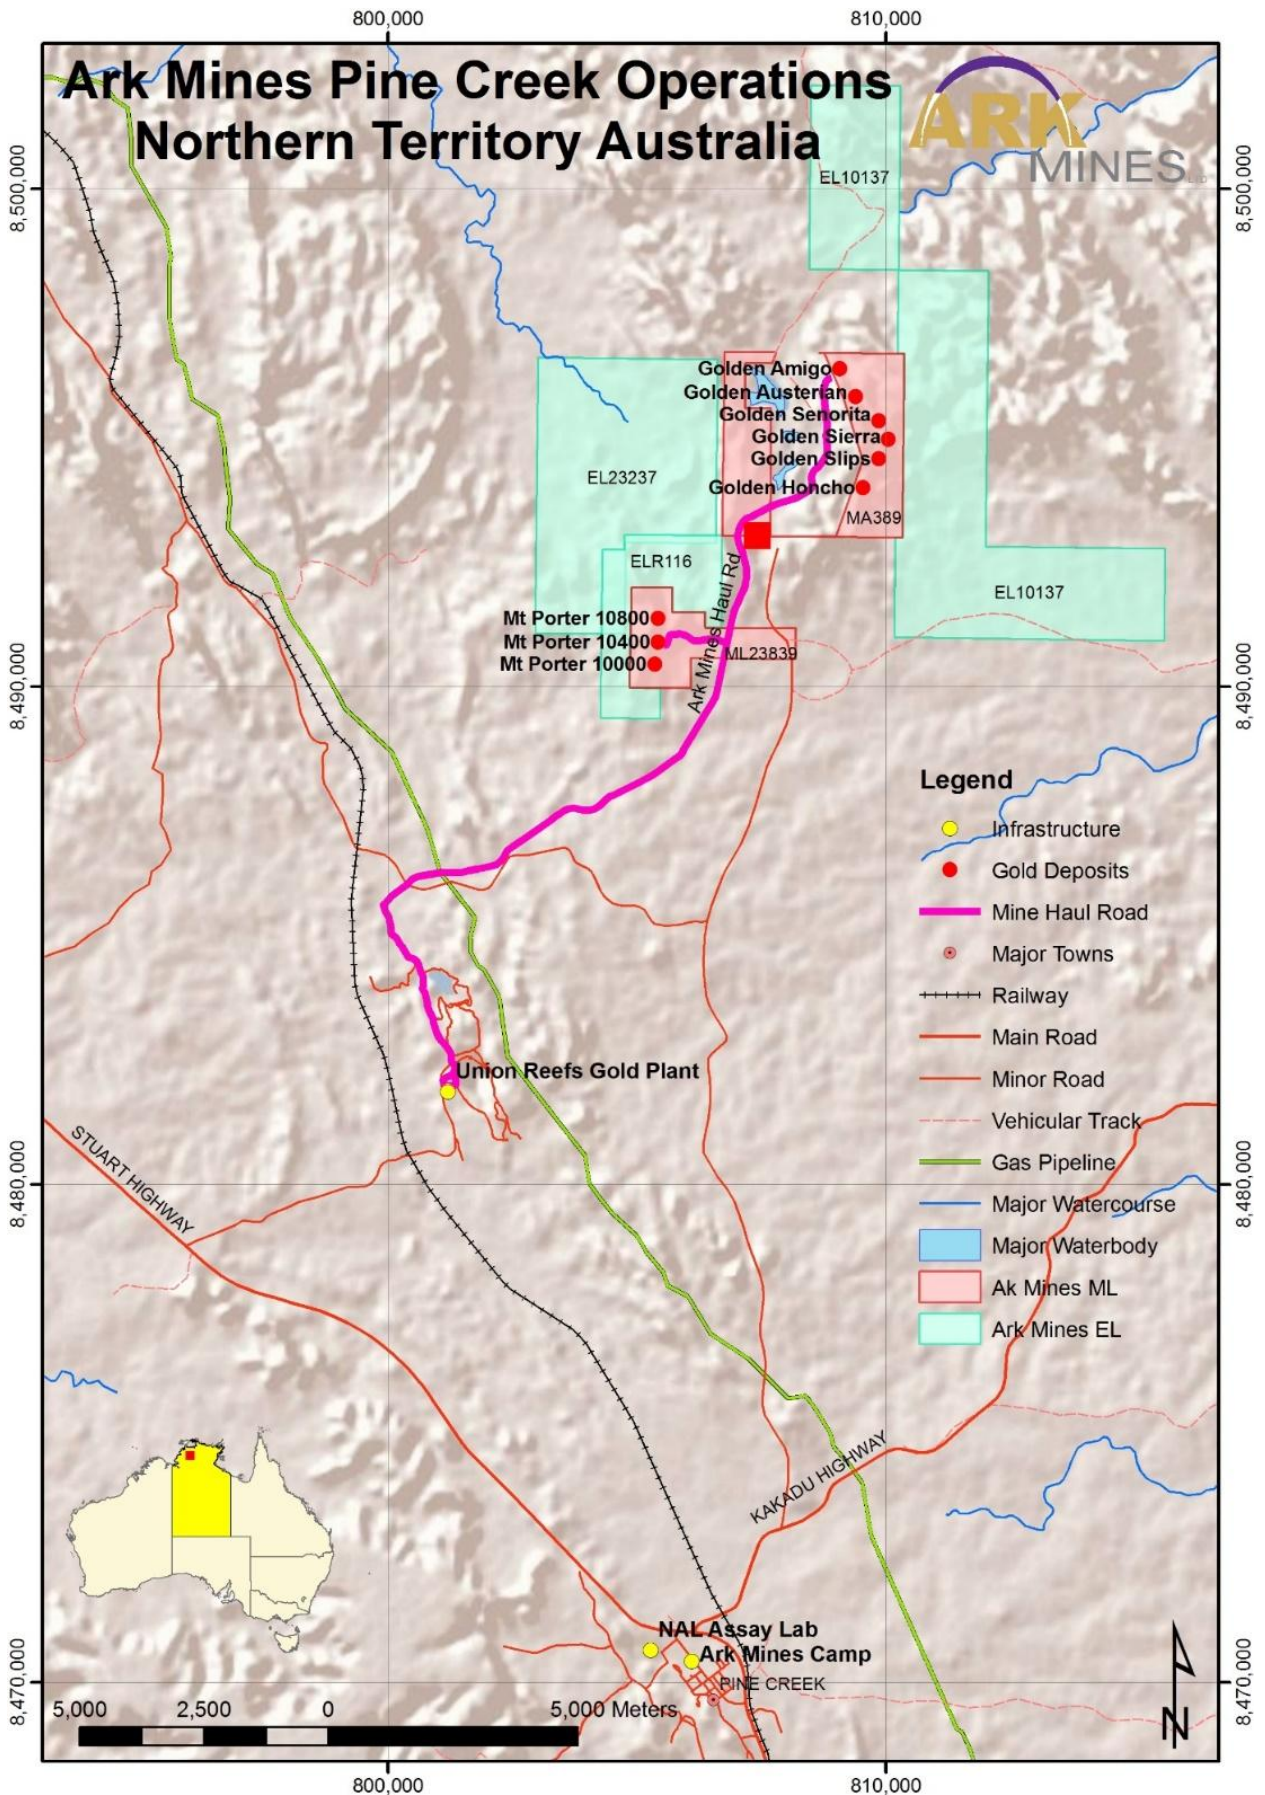 800,000
810,000
Ark Mines Pine Creek Operations
Northern Territory Australia
ARK
MINES
8,500,000
8,500,000
EL10137
Golden Amigo
Golden Austerian
Golden Senorita
Golden Sierra
Golden Slips
Golden Honcho
EL23237
MA389
ELR116
EL10137
Mt Porter 10800
Mt Porter 10400
Mt Porter 10000
ML23839
Ark Mines Haul Rd
8,490,000
8,490,000
Legend
Infrastructure
Gold Deposits
Mine Haul Road
Major Towns
Railway
Main Road
Minor Road
Vehicular Track
Gas Pipeline
Major Watercourse
Major Waterbody
Ak Mines ML
Ark Mines EL
Union Reefs Gold Plant
STUART HIGHWAY
8,480,000
8,480,000
KAKADU HIGHWAY
NAL Assay Lab
Ark Mines Camp
PINE CREEK
8,470,000
8,470,000
5,000 2,500 0 5,000 Meters
N
800,000
810,000